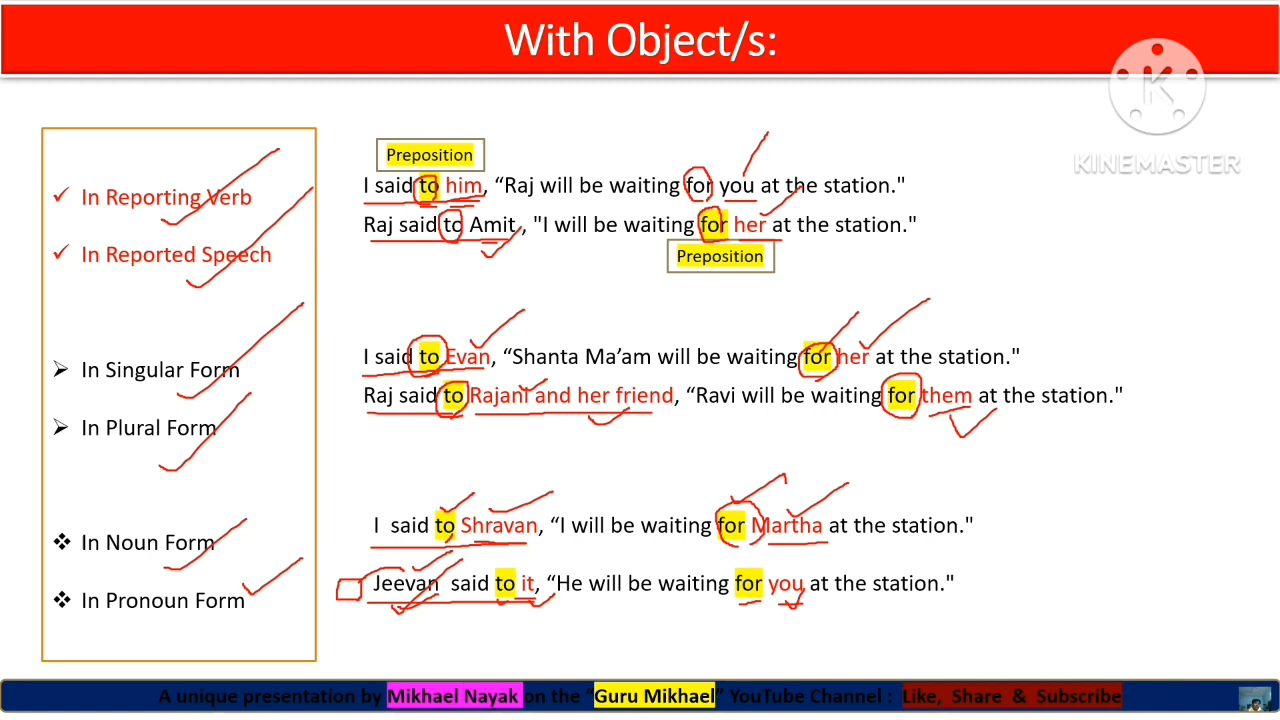 With Object/s:
KINEMASTER
In Reporting Verb
In Reported Speech
In Singular Form
In Plural Form
In Noun Form
In Pronoun Form
Preposition
I said to him, “Raj will be waiting for you at the station."
Raj said to Amit , "I will be waiting for her at the station."
Preposition
I said to Evan, “Shanta Ma’am will be waiting for her at the station."
Raj said to Rajani and her friend, “Ravi will be waiting for them at the station."
I said to Shravan, “I will be waiting for Martha at the station."
Jeevan said to it, “He will be waiting for you at the station."
A unique presentation by Mikhael Nayak on the “Guru Mikhael” YouTube Channel : Like, Share & Subscribe